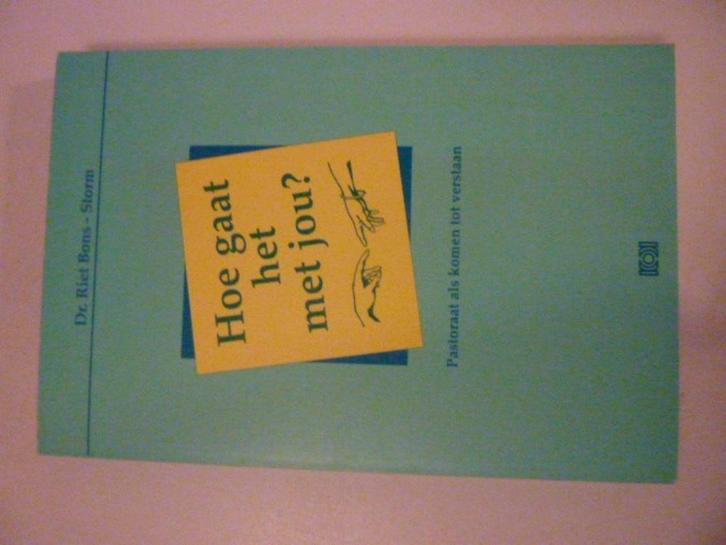 Dr. Riet Bons - Storm
Hoe gaat
het
met jou?
Pastoraat als komen tot verstaan